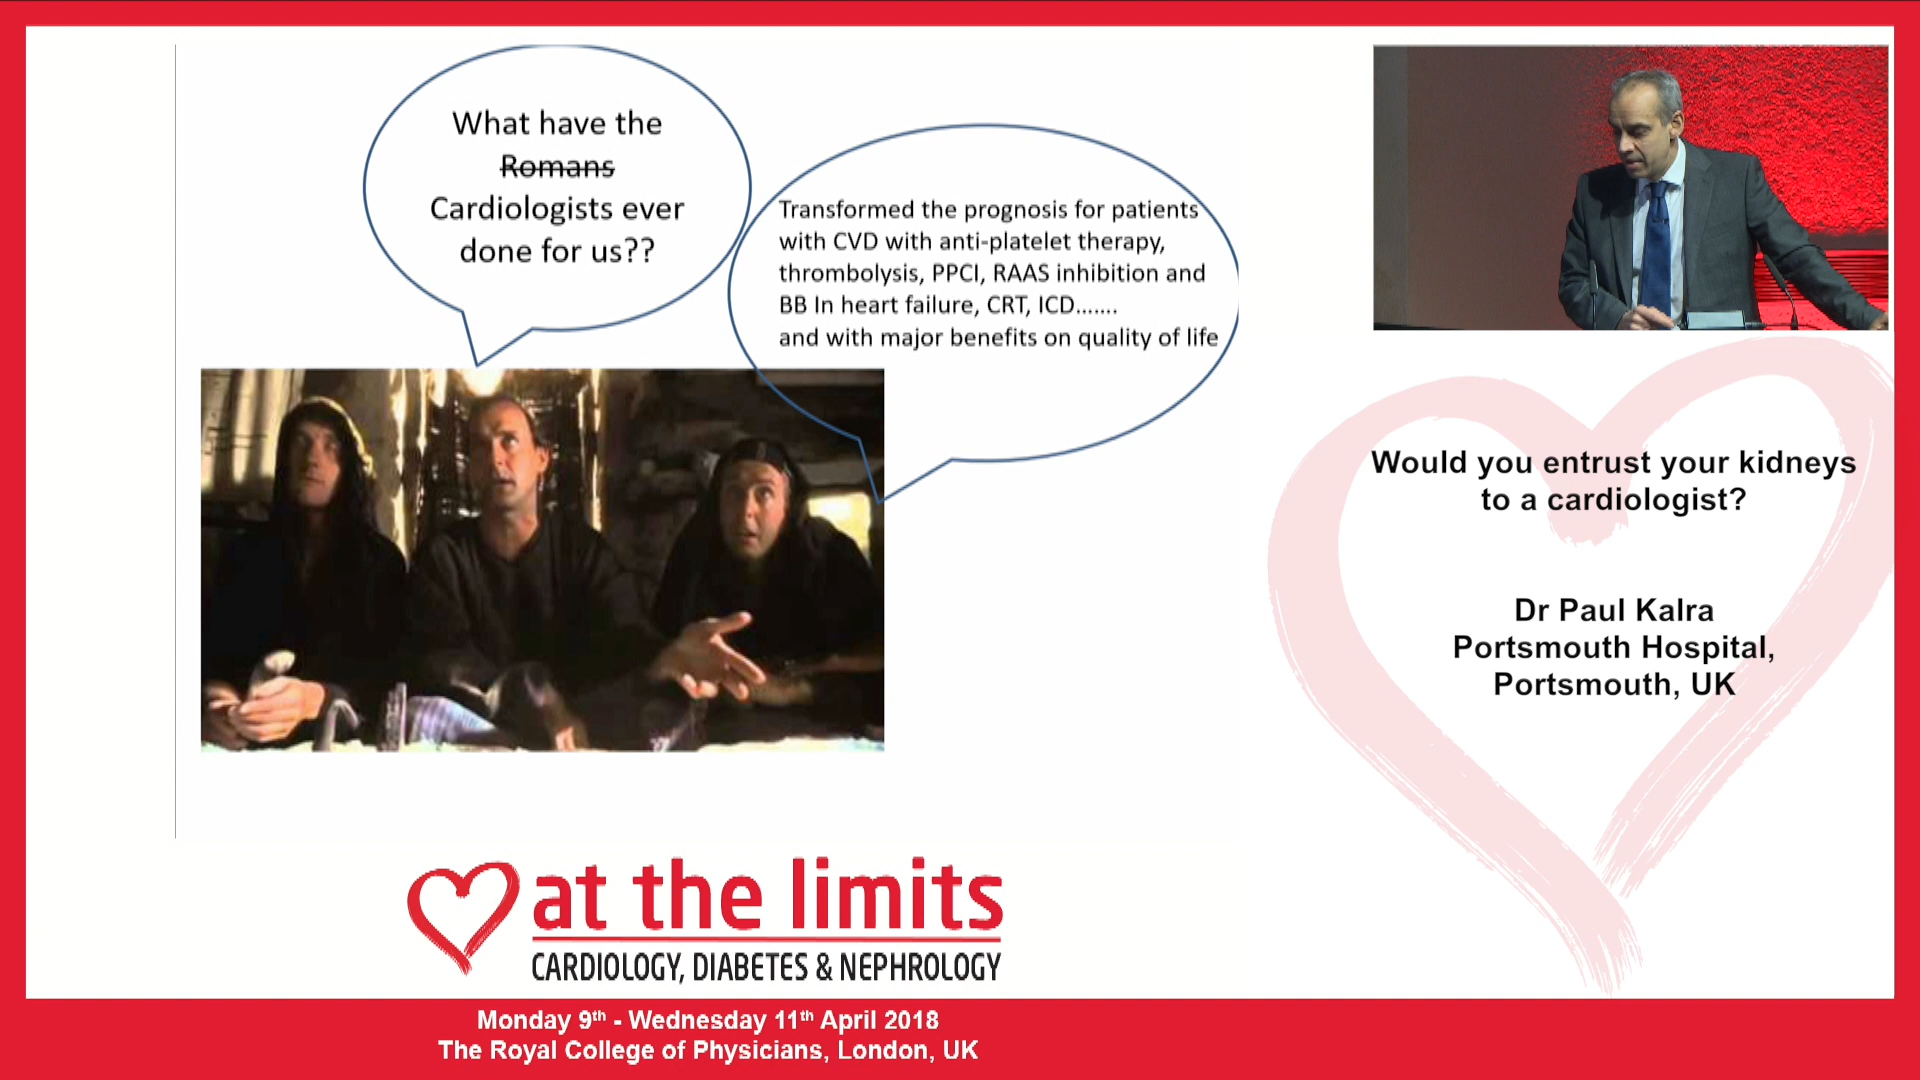 What have the
Romans
Cardiologists ever
done for us??
Transformed the prognosis for patients
with CVD with anti-platelet therapy,
thrombolysis, PPCI, RAAS inhibition and
BB In heart failure, CRT, ICD.......
and with major benefits on quality of life
Would you entrust your kidneys
to a cardiologist?
Dr Paul Kalra
Portsmouth Hospital,
Portsmouth, UK
at the limits
CARDIOLOGY, DIABETES & NEPHROLOGY
Monday 9th - Wednesday 11th April 2018
The Royal College of Physicians, London, UK